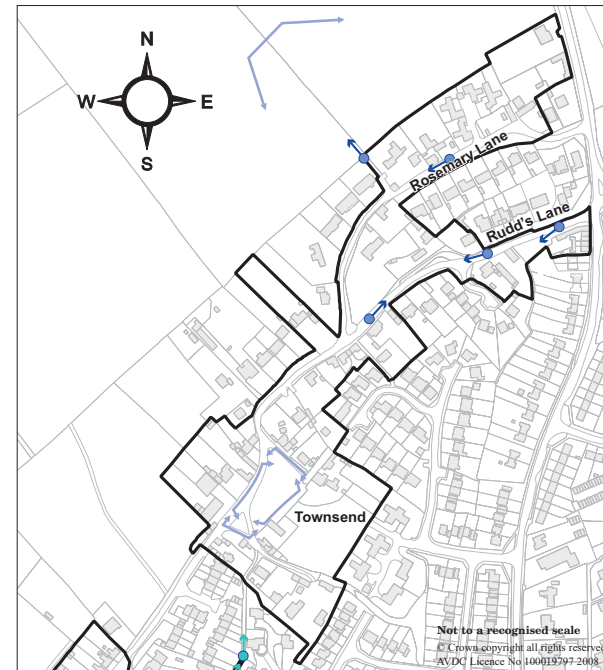 N
W E
S
Rosemary Lane
Rudd's Lane
Townsend
Not to a recognised scale
© Crown copyright all rights reserved
AVDC Licence No 100019797 2008